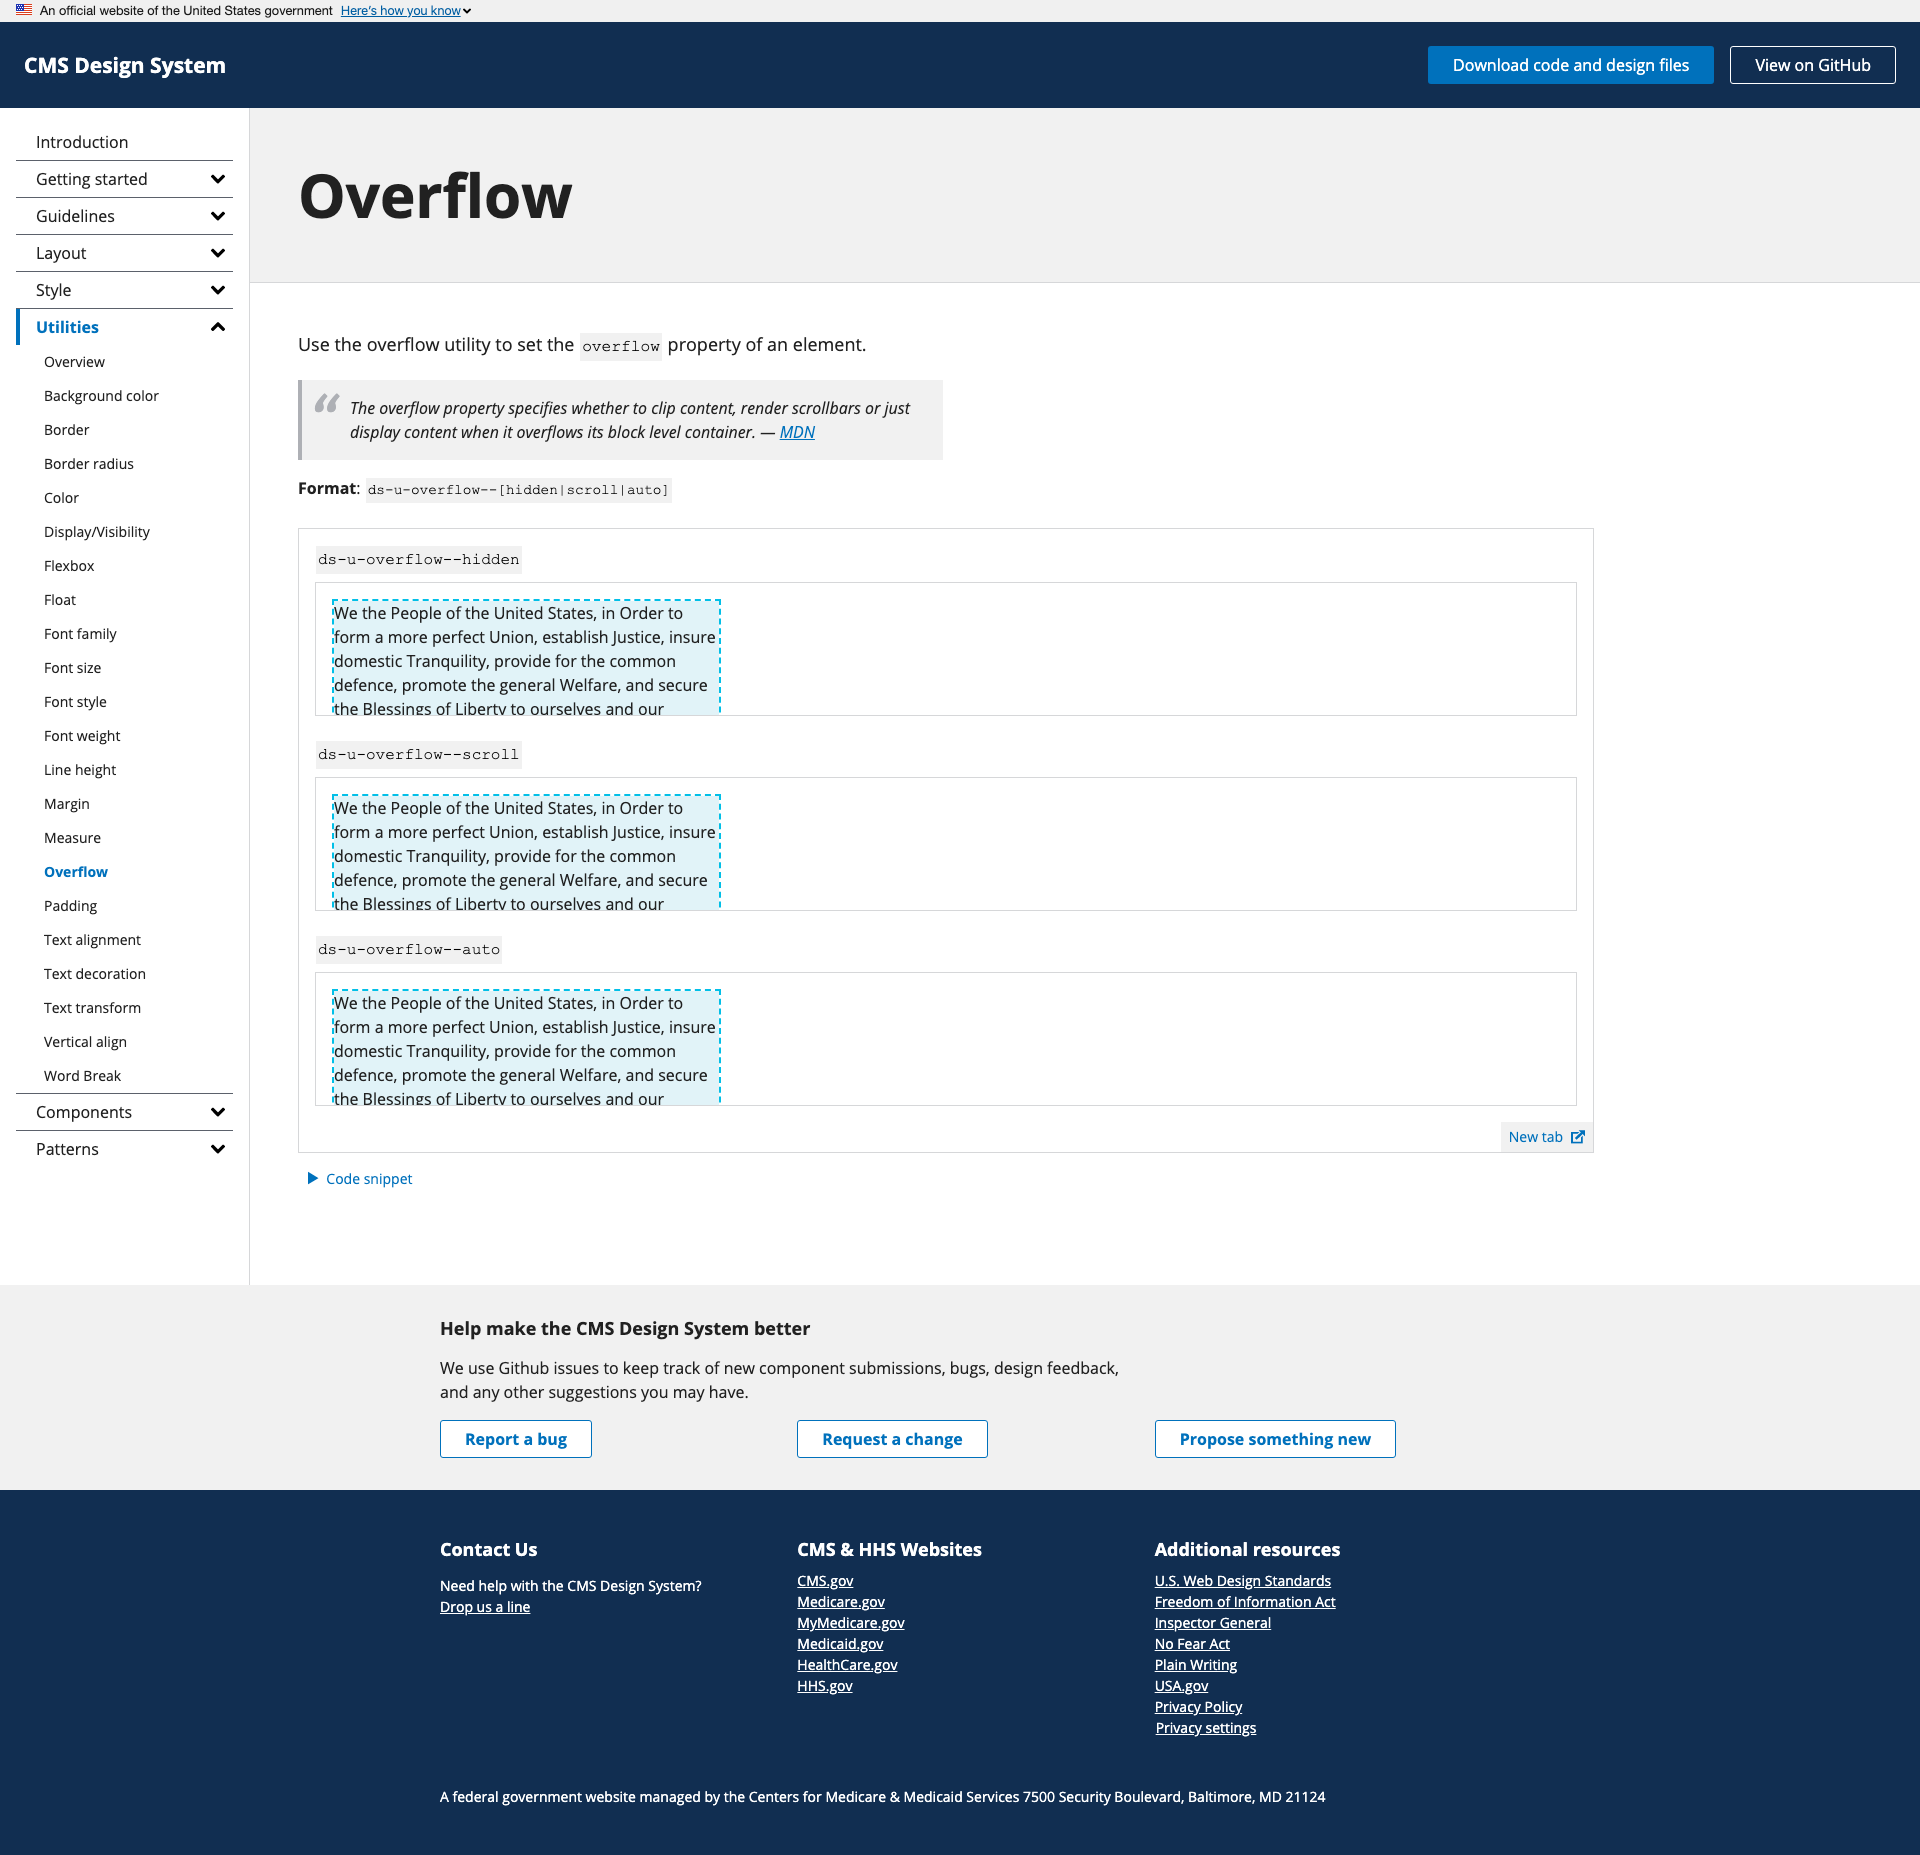 An official website of the United States government Here's how you know
CMS Design System
Download code and design files
View on GitHub
Introduction
Getting started
Guidelines
Layout
Style
Utilities
Overview
Background color
Border
Border radius
Color
Display/Visibility
Flexbox
Float
Font family
Font size
Font style
Font weight
Line height
Margin
Measure
Overflow
Padding
Text alignment
Text decoration
Text transform
Vertical align
Word Break
Components
Patterns
Overflow
Use the overflow utility to set the overflow property of an element.
“
The overflow property specifies whether to clip content, render scrollbars or just
display content when it overflows its block level container. — MDN
Format: ds-u-overflow--[hidden|scroll|auto]
ds-u-overflow--hidden
We the People of the United States, in Order to
form a more perfect Union, establish Justice, insure
domestic Tranquility, provide for the common
defence, promote the general Welfare, and secure
the Blessings of Liberty to ourselves and our
ds-u-overflow--scroll
We the People of the United States, in Order to
form a more perfect Union, establish Justice, insure
domestic Tranquility, provide for the common
defence, promote the general Welfare, and secure
the Blessings of Liberty to ourselves and our
ds-u-overflow--auto
We the People of the United States, in Order to
form a more perfect Union, establish Justice, insure
domestic Tranquility, provide for the common
defence, promote the general Welfare, and secure
the Blessings of Liberty to ourselves and our
New tab
Code snippet
Help make the CMS Design System better
We use Github issues to keep track of new component submissions, bugs, design feedback,
and any other suggestions you may have.
Report a bug
Request a change
Propose something new
Contact Us
Need help with the CMS Design System?
Drop us a line
CMS & HHS Websites
CMS.gov
Medicare.gov
MyMedicare.gov
Medicaid.gov
HealthCare.gov
HHS.gov
Additional resources
U.S. Web Design Standards
Freedom of Information Act
Inspector General
No Fear Act
Plain Writing
USA.gov
Privacy Policy
Privacy settings
A federal government website managed by the Centers for Medicare & Medicaid Services 7500 Security Boulevard, Baltimore, MD 21124